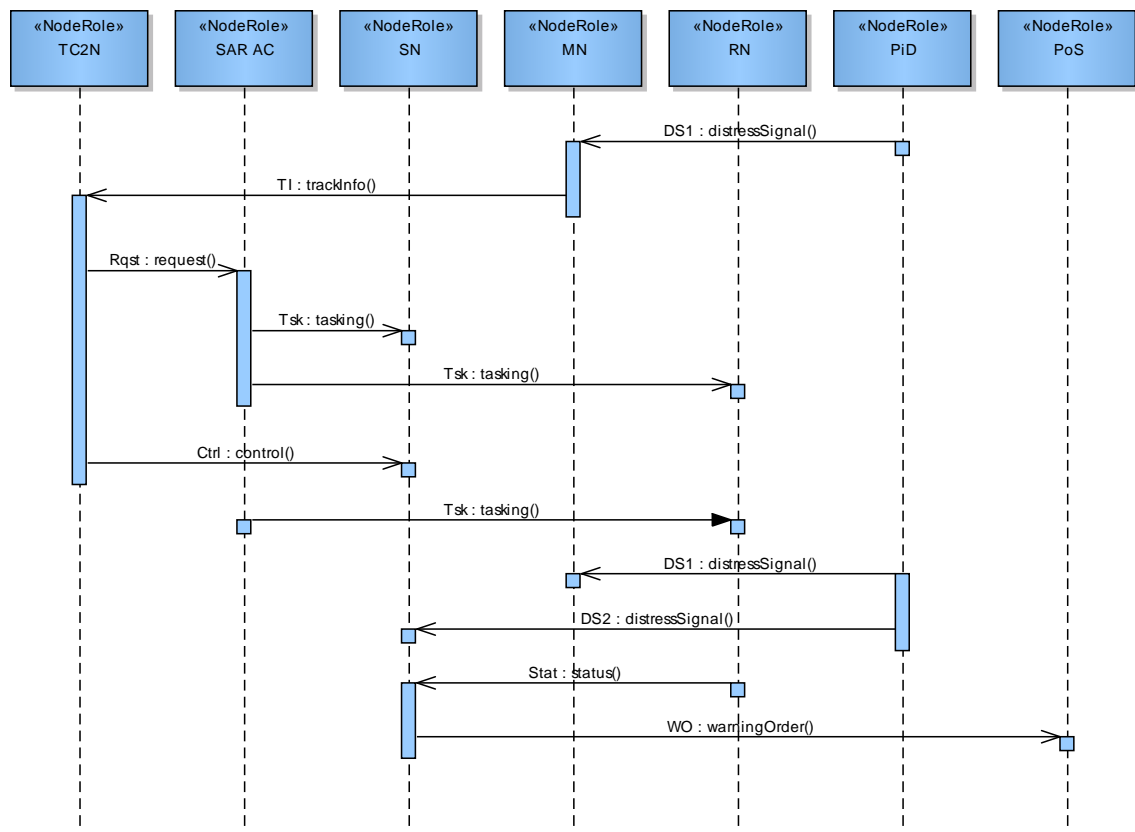 «NodeRole»
TC2N
«NodeRole»
SAR AC
«NodeRole»
SN
«NodeRole»
MN
«NodeRole»
RN
«NodeRole»
PiD
«NodeRole»
PoS
DS1 : distressSignal()
TI : trackInfo()
Rqst : request()
Tsk : tasking()
Tsk : tasking()
Ctrl : control()
Tsk : tasking()
DS1 : distressSignal()
DS2 : distressSignal()
Stat : status()
WO : warningOrder()